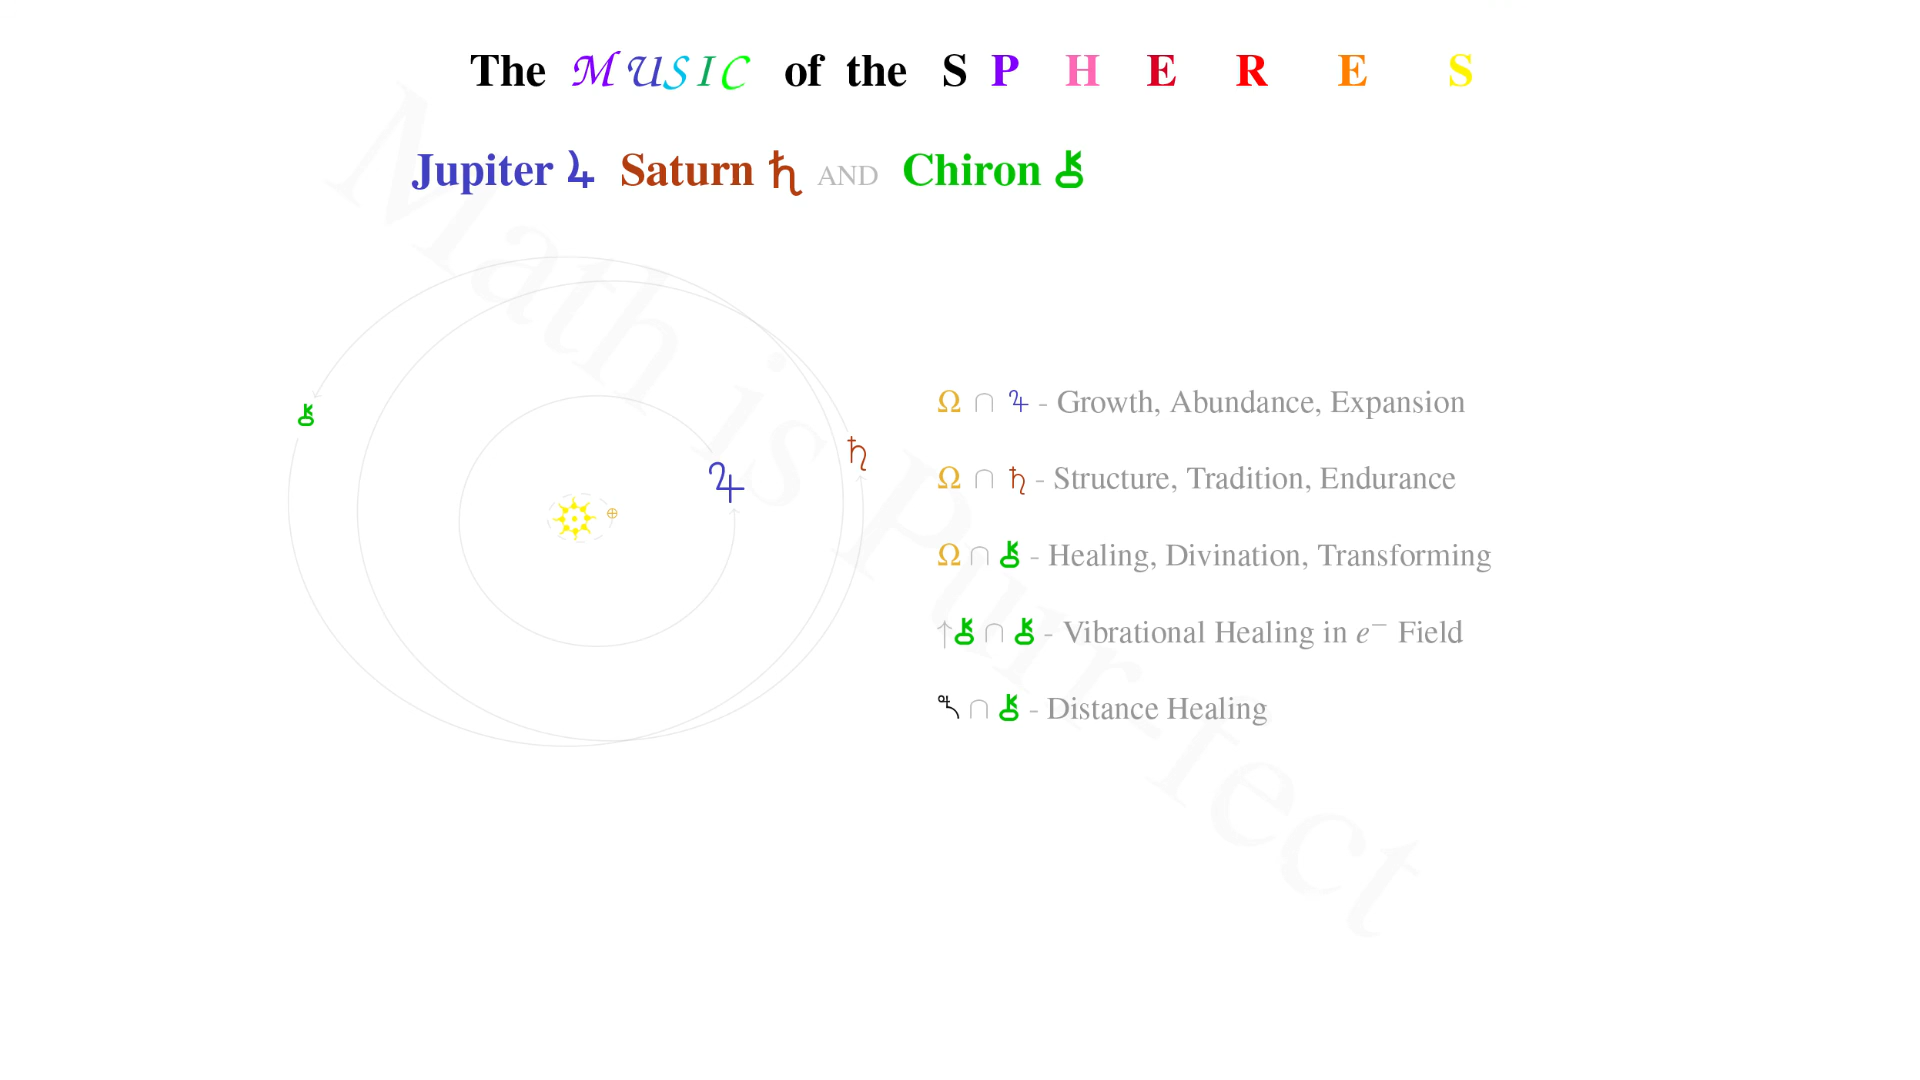 The MUSIC of the S P H E R E S
Jupiter ♃ Saturn ♄ AND Chiron ⚷
Math is Purr-fect
⚷
♄
♃
⊕
Ω ∩ ♃ - Growth, Abundance, Expansion
Ω ∩ ♄ - Structure, Tradition, Endurance
Ω ∩ ⚷ - Healing, Divination, Transforming
↑⚷ ∩ ⚷ - Vibrational Healing in e⁻ Field
∩ ⚷ - Distance Healing